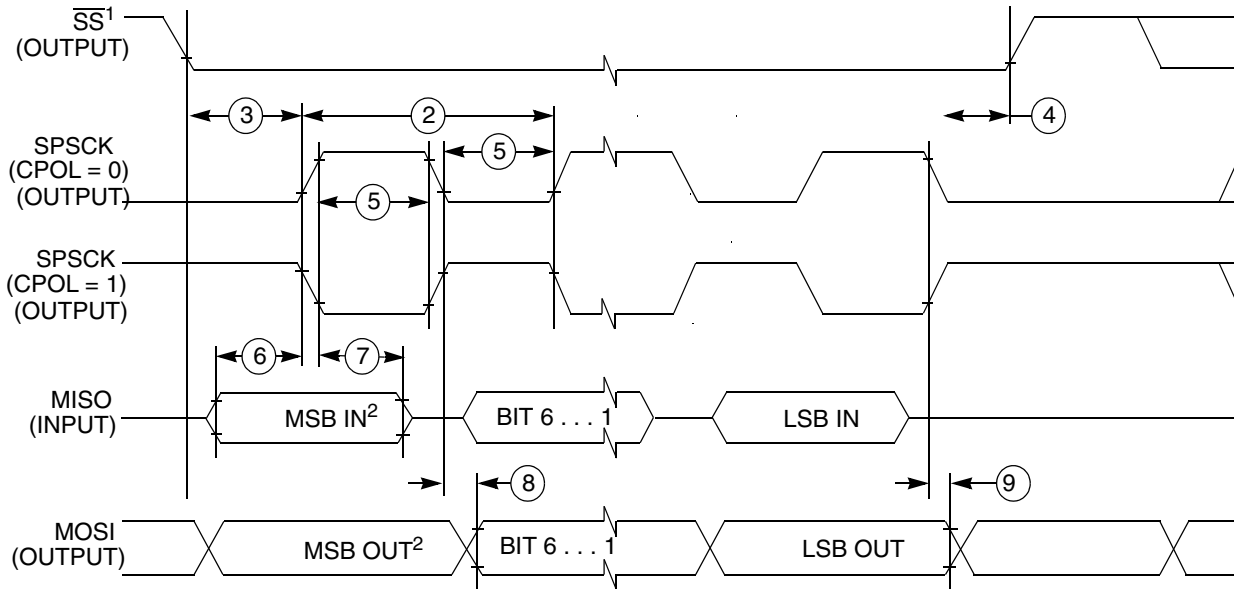 SS¹
(OUTPUT)
3
2
4
SPSCK
(CPOL = 0)
(OUTPUT)
5
5
SPSCK
(CPOL = 1)
(OUTPUT)
6
7
MISO
(INPUT)
MSB IN²
BIT 6 . . . 1
LSB IN
8
9
MOSI
(OUTPUT)
MSB OUT²
BIT 6 . . . 1
LSB OUT